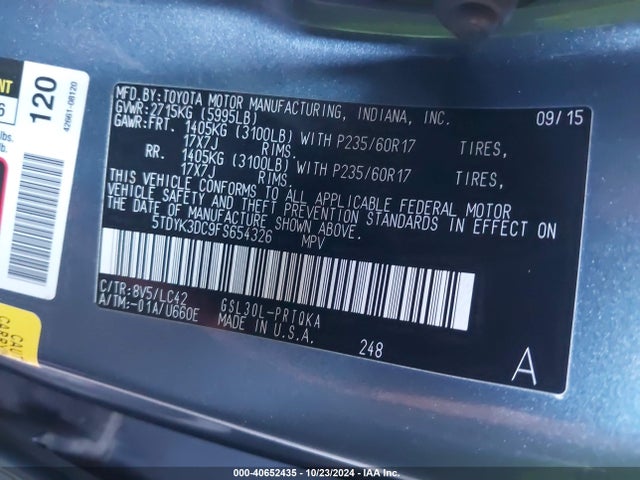 MFD.BY:TOYOTA MOTOR MANUFACTURING, INDIANA, INC. 09/15
GVWR:2715KG (5995LB)
GAWR:FRT. 1405KG (3100LB) WITH P235/60R17 TIRES,
17X7J RIMS.
RR. 1405KG (3100LB) WITH P235/60R17 TIRES,
17X7J RIMS.
THIS VEHICLE CONFORMS TO ALL APPLICABLE FEDERAL MOTOR
VEHICLE SAFETY AND THEFT PREVENTION STANDARDS IN EFFECT ON
THE DATE OF MANUFACTURE SHOWN ABOVE.
5TDYK3DC9FS654326 MPV
C/TR:8V5/LC42 GSL30L-PRTQKA
A/TM:-01A/U660E MADE IN U.S.A.
248
A
120
42661-08120
000-40652435 - 10/23/2024 - IAA Inc.